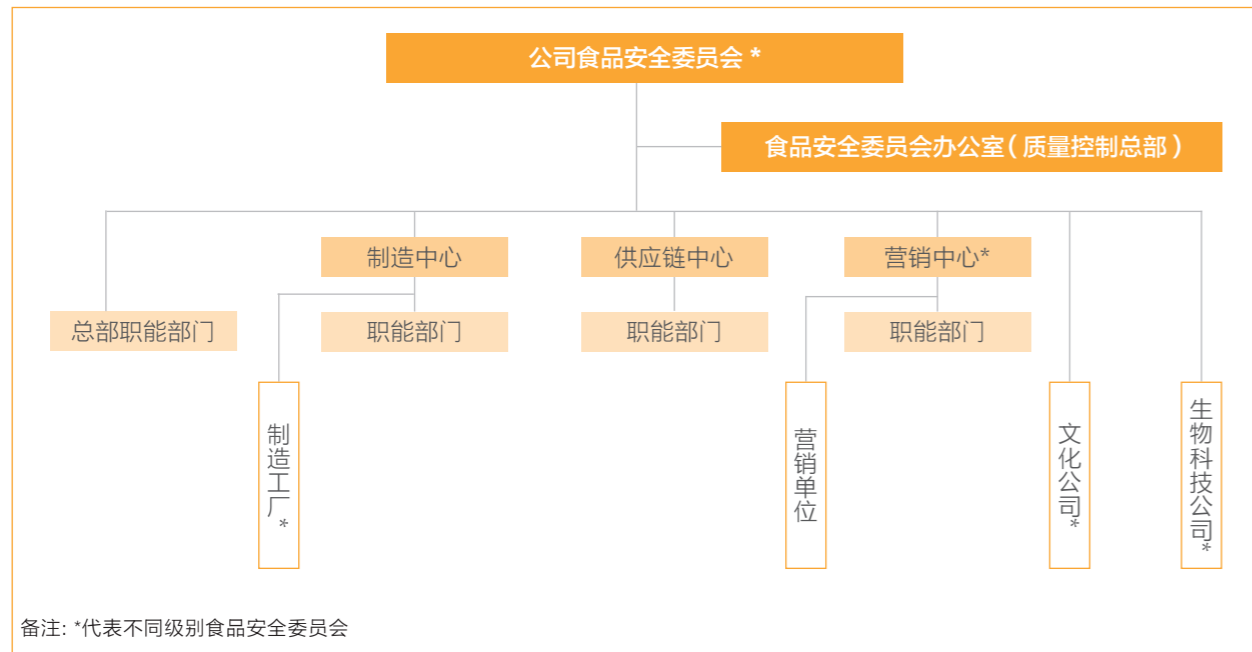 公司食品安全委员会 *
食品安全委员会办公室（质量控制总部）
制造中心
供应链中心
营销中心*
总部职能部门
职能部门
职能部门
职能部门
制造工厂*
营销单位
文化公司*
生物科技公司*
备注: *代表不同级别食品安全委员会